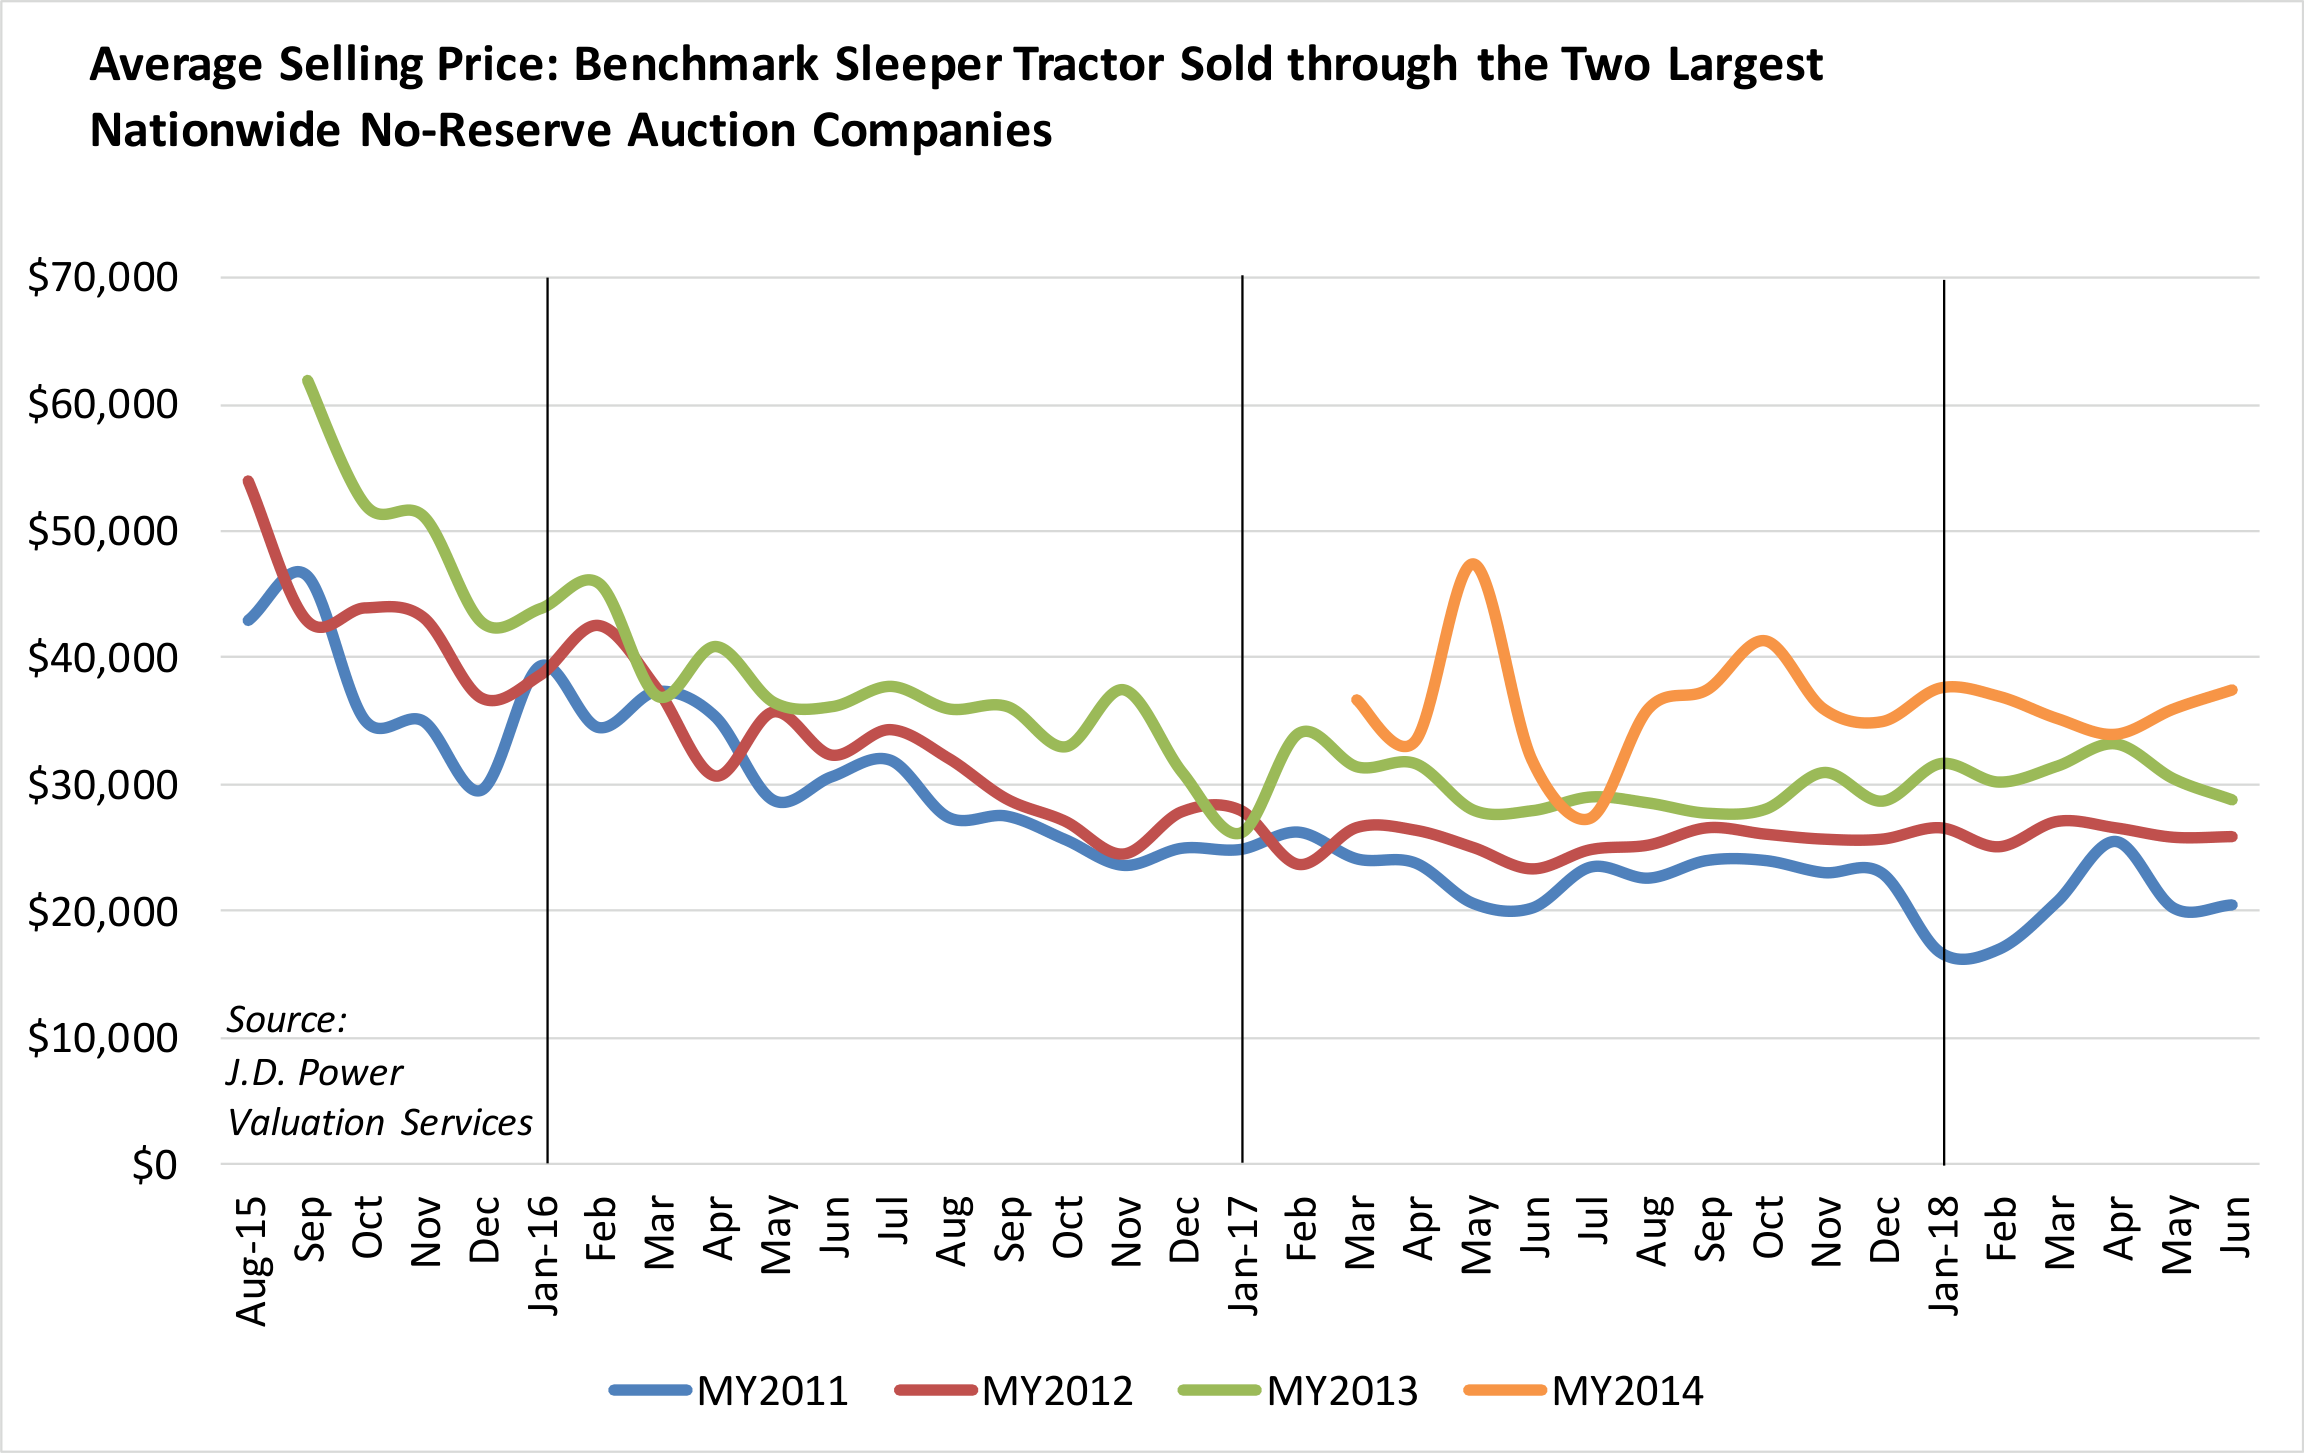 Average Selling Price: Benchmark Sleeper Tractor Sold through the Two Largest
Nationwide No-Reserve Auction Companies
$70,000
$60,000
$50,000
$40,000
$30,000
$20,000
$10,000
$0
Source:
J.D. Power
Valuation Services
Aug-15
Sep
Oct
Nov
Dec
Jan-16
Feb
Mar
Apr
May
Jun
Jul
Aug
Sep
Oct
Nov
Dec
Jan-17
Feb
Mar
Apr
May
Jun
Jul
Aug
Sep
Oct
Nov
Dec
Jan-18
Feb
Mar
Apr
May
Jun
MY2011
MY2012
MY2013
MY2014